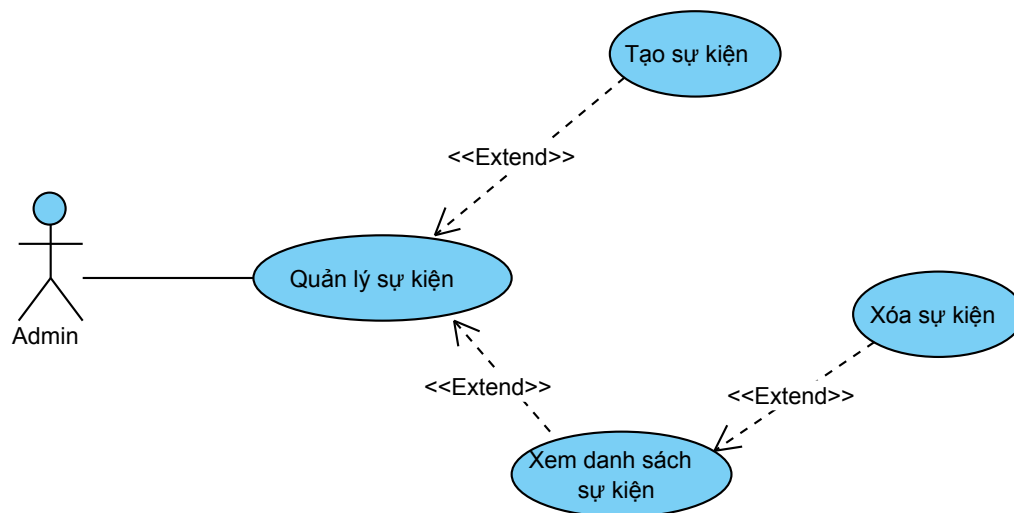 Tạo sự kiện
<<Extend>>
Quản lý sự kiện
Admin
Xóa sự kiện
<<Extend>>
<<Extend>>
Xem danh sách
sự kiện